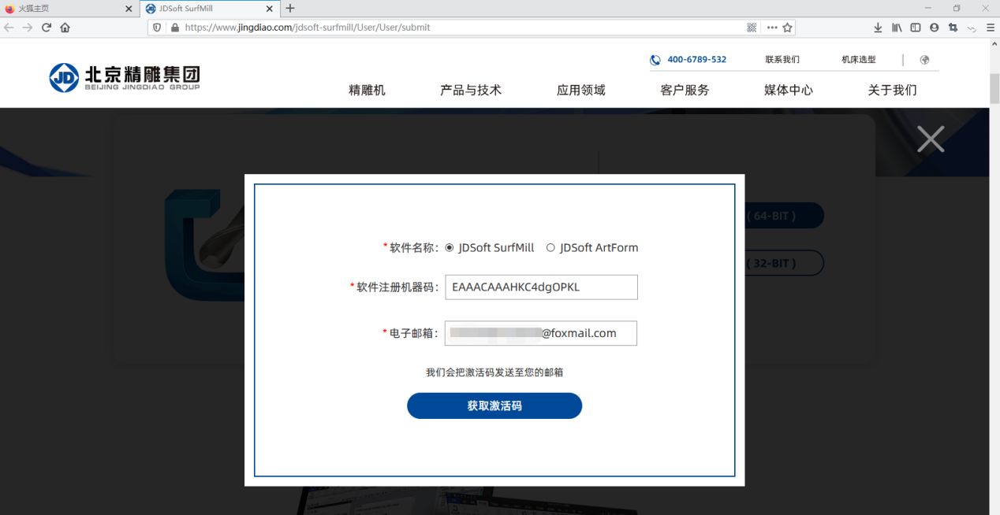 火狐主页
JDSoft SurfMill
https://www.jingdiao.com/jdsoft-surfmill/User/User/submit
JD 北京精雕集团
BEIJING JINGDIAO GROUP
400-6789-532 联系我们 机床选型
精雕机 产品与技术 应用领域 客户服务 媒体中心 关于我们
( 64-BIT )
( 32-BIT )
*软件名称: JDSoft SurfMill JDSoft ArtForm
*软件注册机器码: EAAACAAAHKC4dgOPKL
*电子邮箱: @foxmail.com
我们会把激活码发送至您的邮箱
获取激活码